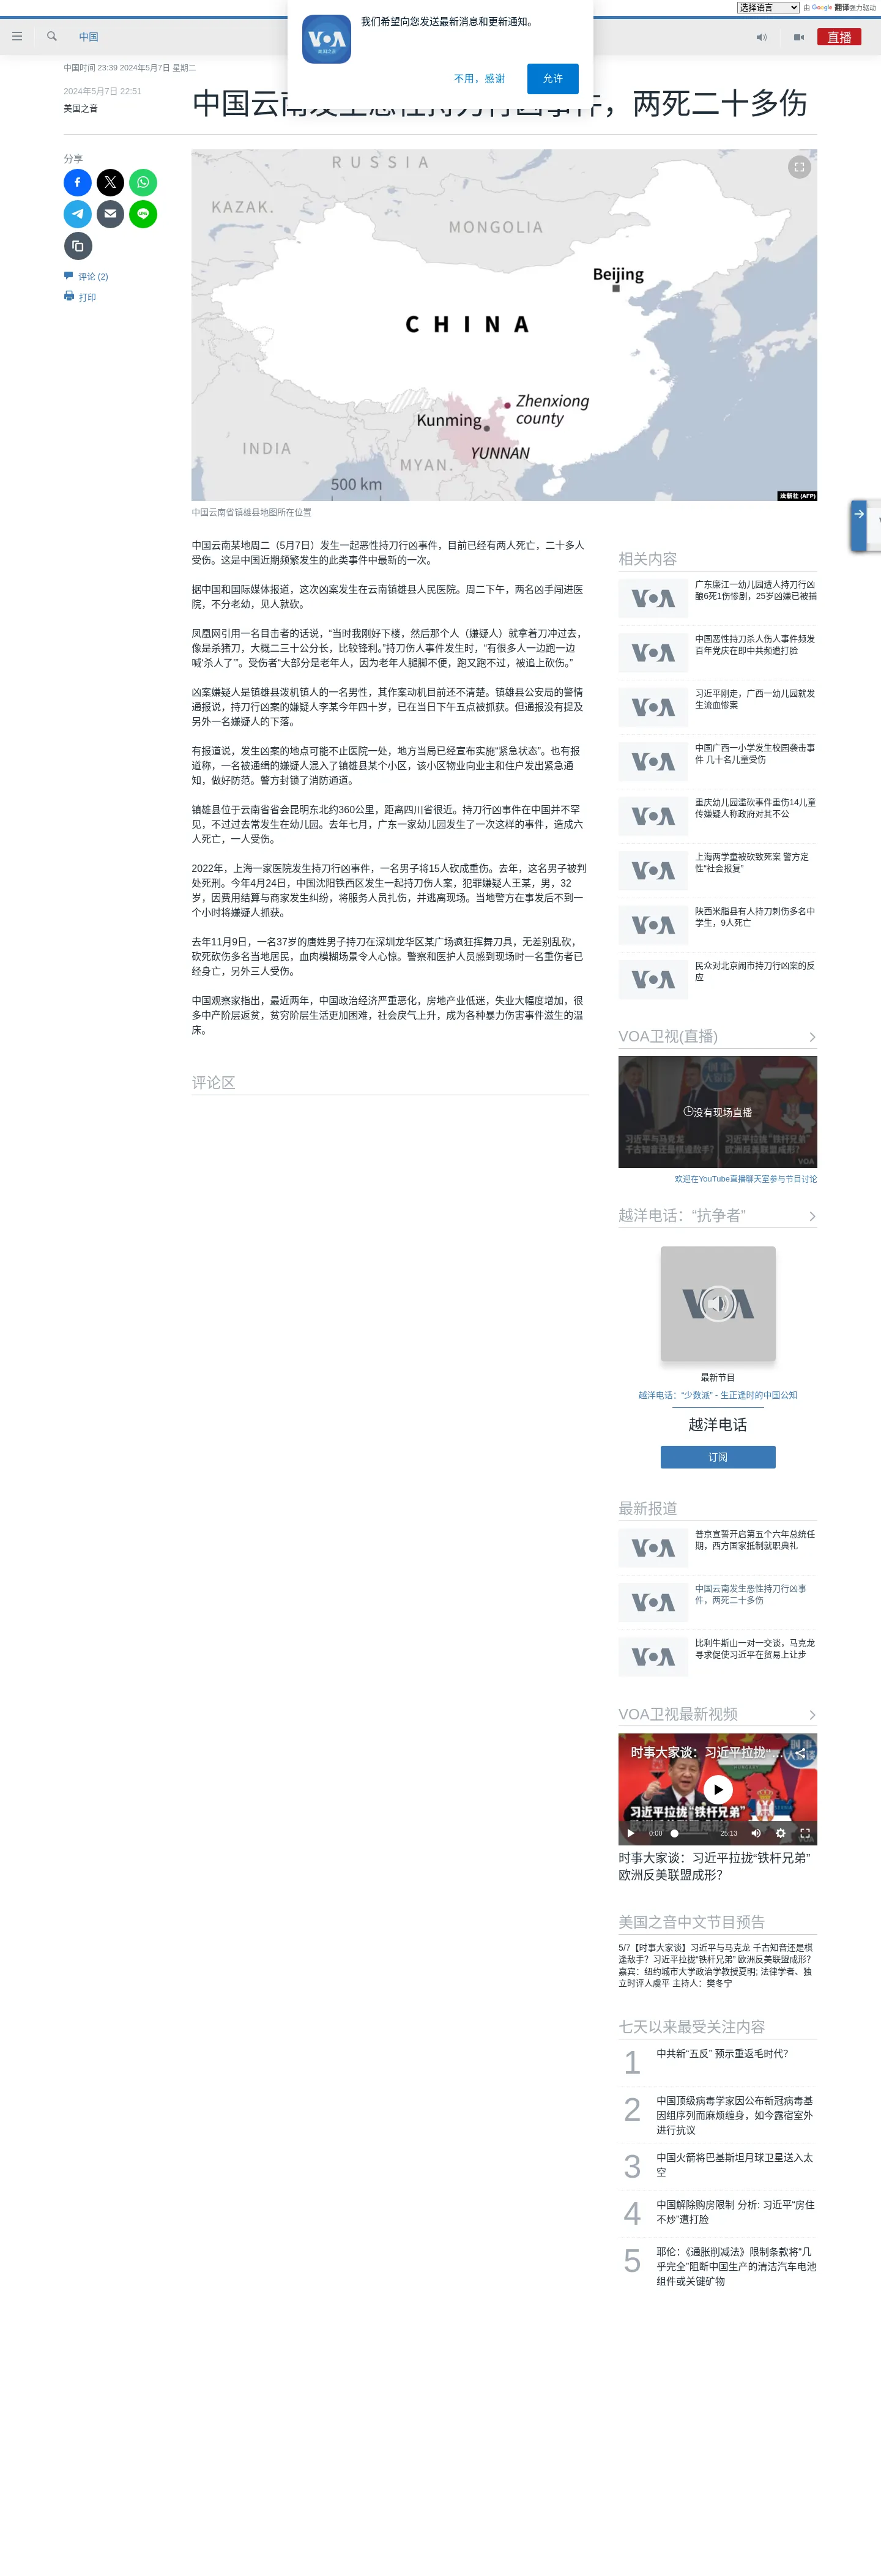 选择语言 由 Google 翻译强力驱动
我们希望向您发送最新消息和更新通知。
VOA
不用，感谢
允许
中国
直播
中国时间 23:39 2024年5月7日 星期二
2024年5月7日 22:51
美国之音
中国云南发生恶性持刀行凶事件，两死二十多伤
分享
评论 (2)
打印
RUSSIA
KAZAK.
MONGOLIA
Beijing
CHINA
Zhenxiong
county
Kunming
YUNNAN
INDIA
MYAN.
500 km
法新社 (AFP)
中国云南省镇雄县地图所在位置
中国云南某地周二（5月7日）发生一起恶性持刀行凶事件，目前已经有两人死亡，二十多人
受伤。这是中国近期频繁发生的此类事件中最新的一次。
据中国和国际媒体报道，这次凶案发生在云南镇雄县人民医院。周二下午，两名凶手闯进医
院，不分老幼，见人就砍。
凤凰网引用一名目击者的话说，“当时我刚好下楼，然后那个人（嫌疑人）就拿着刀冲过去，
像是杀猪刀，大概二三十公分长，比较锋利。”持刀伤人事件发生时，“有很多人一边跑一边
喊‘杀人了’”。受伤者“大部分是老年人，因为老年人腿脚不便，跑又跑不过，被追上砍伤。”
凶案嫌疑人是镇雄县泼机镇人的一名男性，其作案动机目前还不清楚。镇雄县公安局的警情
通报说，持刀行凶案的嫌疑人李某今年四十岁，已在当日下午五点被抓获。但通报没有提及
另外一名嫌疑人的下落。
有报道说，发生凶案的地点可能不止医院一处，地方当局已经宣布实施“紧急状态”。也有报
道称，一名被通缉的嫌疑人混入了镇雄县某个小区，该小区物业向业主和住户发出紧急通
知，做好防范。警方封锁了消防通道。
镇雄县位于云南省省会昆明东北约360公里，距离四川省很近。持刀行凶事件在中国并不罕
见，不过过去常发生在幼儿园。去年七月，广东一家幼儿园发生了一次这样的事件，造成六
人死亡，一人受伤。
2022年，上海一家医院发生持刀行凶事件，一名男子将15人砍成重伤。去年，这名男子被判
处死刑。今年4月24日，中国沈阳铁西区发生一起持刀伤人案，犯罪嫌疑人王某，男，32
岁，因费用结算与商家发生纠纷，将服务人员扎伤，并逃离现场。当地警方在事发后不到一
个小时将嫌疑人抓获。
去年11月9日，一名37岁的唐姓男子持刀在深圳龙华区某广场疯狂挥舞刀具，无差别乱砍，
砍死砍伤多名当地居民，血肉模糊场景令人心惊。警察和医护人员感到现场时一名重伤者已
经身亡，另外三人受伤。
中国观察家指出，最近两年，中国政治经济严重恶化，房地产业低迷，失业大幅度增加，很
多中产阶层返贫，贫穷阶层生活更加困难，社会戾气上升，成为各种暴力伤害事件滋生的温
床。
评论区
相关内容
VOA
广东廉江一幼儿园遭人持刀行凶
酿6死1伤惨剧，25岁凶嫌已被捕
VOA
中国恶性持刀杀人伤人事件频发
百年党庆在即中共频遭打脸
VOA
习近平刚走，广西一幼儿园就发
生流血惨案
VOA
中国广西一小学发生校园袭击事
件 几十名儿童受伤
VOA
重庆幼儿园滥砍事件重伤14儿童
传嫌疑人称政府对其不公
VOA
上海两学童被砍致死案 警方定
性“社会报复”
VOA
陕西米脂县有人持刀刺伤多名中
学生，9人死亡
VOA
民众对北京闹市持刀行凶案的反
应
VOA卫视(直播)
没有现场直播
习近平与马克龙
千古知音还是棋逢敌手？
习近平拉拢“铁杆兄弟”
欧洲反美联盟成形？
VOA
欢迎在YouTube直播聊天室参与节目讨论
越洋电话：“抗争者”
VOA
最新节目
越洋电话：“少数派” - 生正逢时的中国公知
越洋电话
订阅
最新报道
VOA
普京宣誓开启第五个六年总统任
期，西方国家抵制就职典礼
VOA
中国云南发生恶性持刀行凶事
件，两死二十多伤
VOA
比利牛斯山一对一交谈，马克龙
寻求促使习近平在贸易上让步
VOA卫视最新视频
时事大家谈：习近平拉拢“...
习近平拉拢“铁杆兄弟”
欧洲反美联盟成形？
0:00
25:13
时事大家谈：习近平拉拢“铁杆兄弟”
欧洲反美联盟成形？
美国之音中文节目预告
5/7【时事大家谈】习近平与马克龙 千古知音还是棋
逢敌手？习近平拉拢“铁杆兄弟” 欧洲反美联盟成形？
嘉宾：纽约城市大学政治学教授夏明; 法律学者、独
立时评人虞平 主持人：樊冬宁
七天以来最受关注内容
1
中共新“五反” 预示重返毛时代？
2
中国顶级病毒学家因公布新冠病毒基
因组序列而麻烦缠身，如今露宿室外
进行抗议
3
中国火箭将巴基斯坦月球卫星送入太
空
4
中国解除购房限制 分析: 习近平“房住
不炒”遭打脸
5
耶伦：《通胀削减法》限制条款将“几
乎完全”阻断中国生产的清洁汽车电池
组件或关键矿物